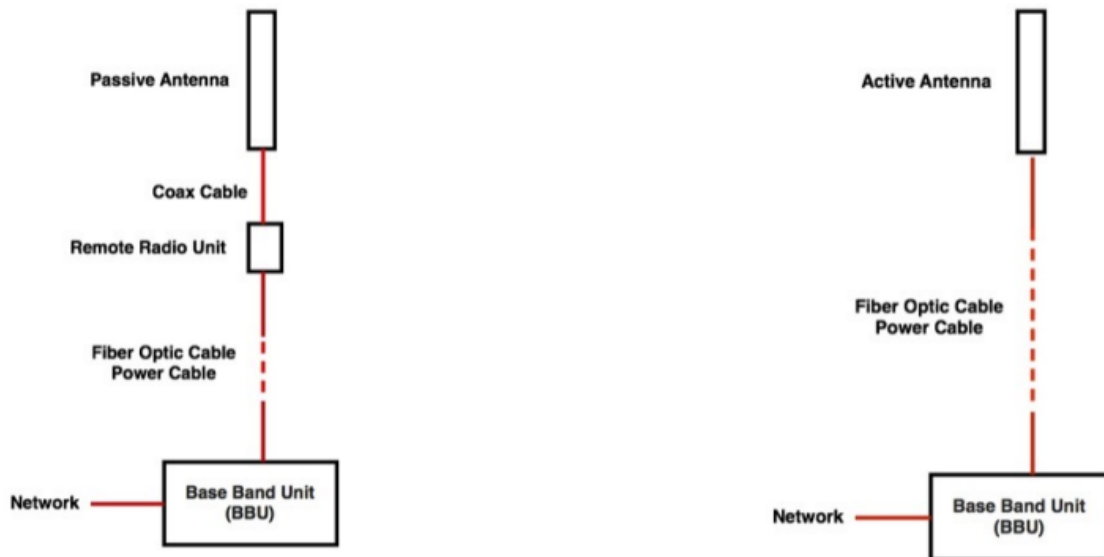 Passive Antenna
Coax Cable
Remote Radio Unit
Fiber Optic Cable
Power Cable
Base Band Unit
(BBU)
Network
Active Antenna
Fiber Optic Cable
Power Cable
Base Band Unit
(BBU)
Network